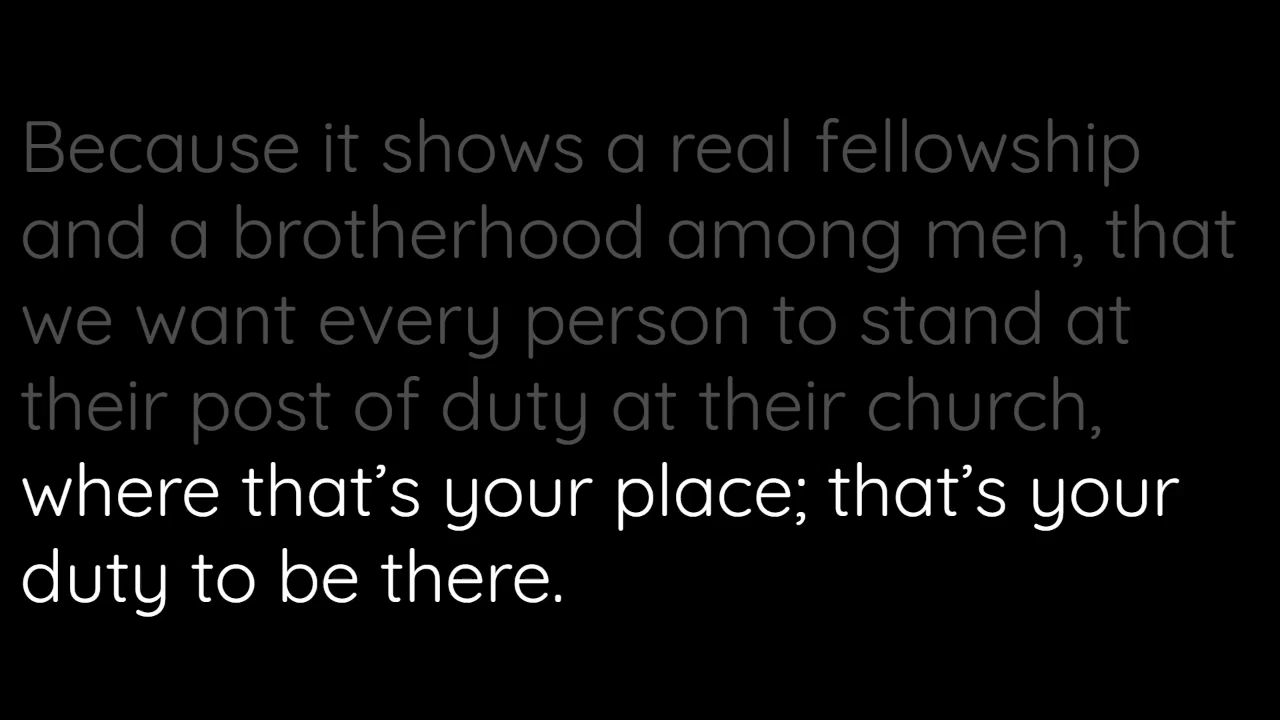 Because it shows a real fellowship
and a brotherhood among men, that
we want every person to stand at
their post of duty at their church,
where that’s your place; that’s your
duty to be there.